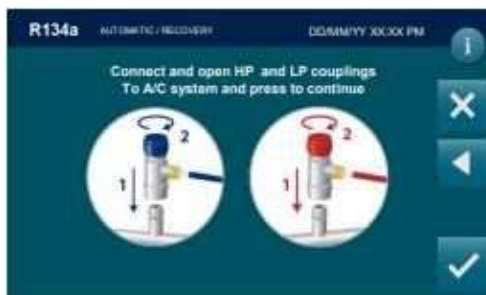 R134a AUTOMATIC / RECOVERY DD/MM/YY XX:XX PM
Connect and open HP and LP couplings
To A/C system and press to continue
2
1
2
1
i